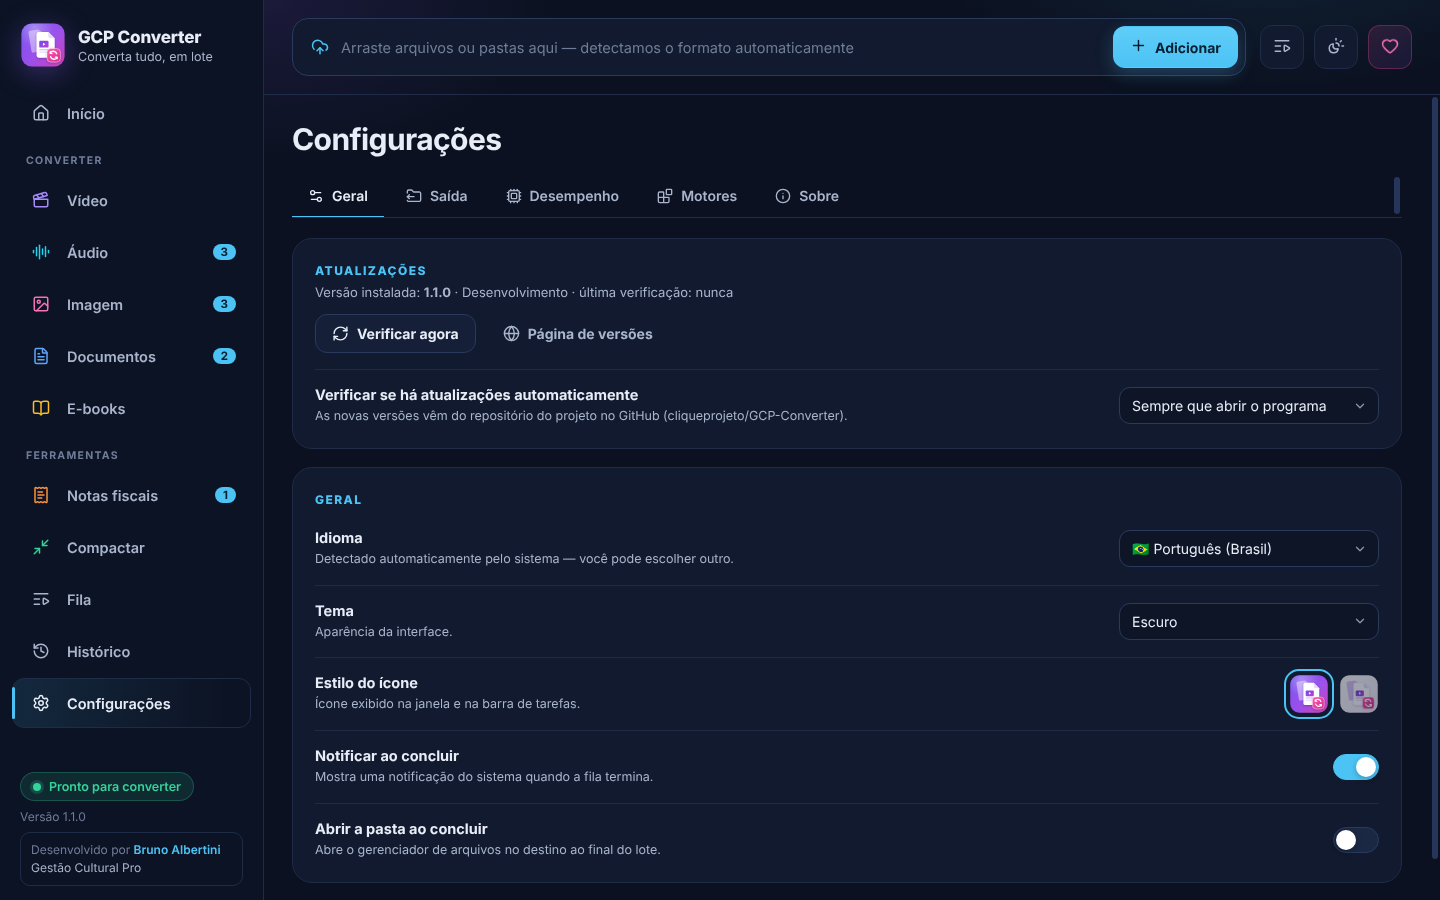 GCP Converter
Converta tudo, em lote
Início
CONVERTER
Vídeo
Áudio 3
Imagem 3
Documentos 2
E-books
FERRAMENTAS
Notas fiscais 1
Compactar
Fila
Histórico
Configurações
Pronto para converter
Versão 1.1.0
Desenvolvido por Bruno Albertini
Gestão Cultural Pro
Arraste arquivos ou pastas aqui — detectamos o formato automaticamente
Adicionar
Configurações
Geral Saída Desempenho Motores Sobre
ATUALIZAÇÕES
Versão instalada: 1.1.0 · Desenvolvimento · última verificação: nunca
Verificar agora Página de versões
Verificar se há atualizações automaticamente
As novas versões vêm do repositório do projeto no GitHub (cliqueprojeto/GCP-Converter).
Sempre que abrir o programa
GERAL
Idioma
Detectado automaticamente pelo sistema — você pode escolher outro.
Português (Brasil)
Tema
Aparência da interface.
Escuro
Estilo do ícone
Ícone exibido na janela e na barra de tarefas.
Notificar ao concluir
Mostra uma notificação do sistema quando a fila termina.
Abrir a pasta ao concluir
Abre o gerenciador de arquivos no destino ao final do lote.